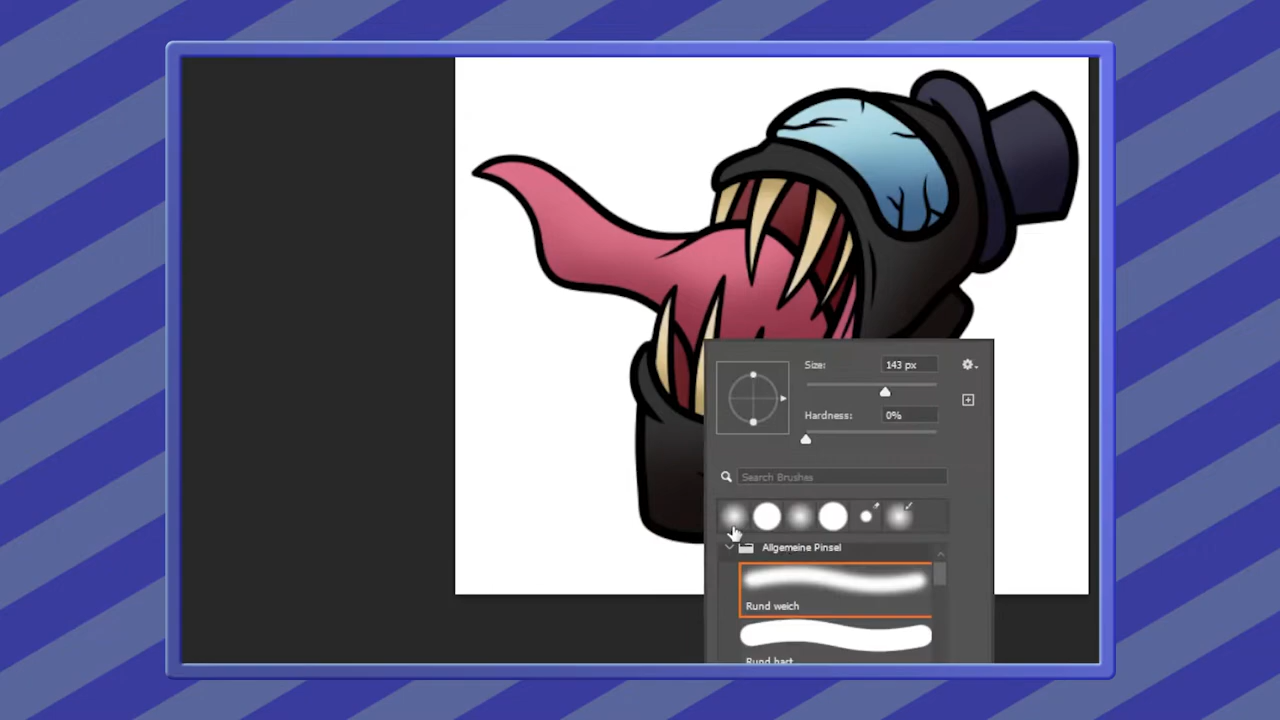 Size:
143 px
Hardness:
0%
Search Brushes
Allgemeine Pinsel
Rund weich
Rund hart